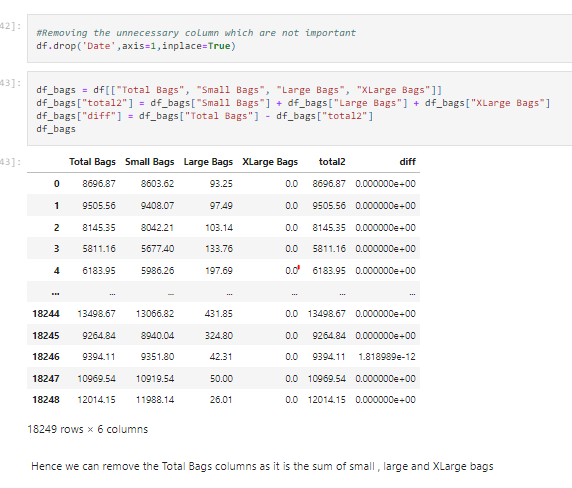 42]:
#Removing the unnecessary column which are not important
df.drop('Date',axis=1,inplace=True)
43]:
df_bags = df[["Total Bags", "Small Bags", "Large Bags", "XLarge Bags"]]
df_bags["total2"] = df_bags["Small Bags"] + df_bags["Large Bags"] + df_bags["XLarge Bags"]
df_bags["diff"] = df_bags["Total Bags"] - df_bags["total2"]
df_bags
43]:
Total Bags Small Bags Large Bags XLarge Bags total2 diff
0 8696.87 8603.62 93.25 0.0 8696.87 0.000000e+00
1 9505.56 9408.07 97.49 0.0 9505.56 0.000000e+00
2 8145.35 8042.21 103.14 0.0 8145.35 0.000000e+00
3 5811.16 5677.40 133.76 0.0 5811.16 0.000000e+00
4 6183.95 5986.26 197.69 0.0 6183.95 0.000000e+00
... ... ... ... ... ... ...
18244 13498.67 13066.82 431.85 0.0 13498.67 0.000000e+00
18245 9264.84 8940.04 324.80 0.0 9264.84 0.000000e+00
18246 9394.11 9351.80 42.31 0.0 9394.11 1.818989e-12
18247 10969.54 10919.54 50.00 0.0 10969.54 0.000000e+00
18248 12014.15 11988.14 26.01 0.0 12014.15 0.000000e+00
18249 rows × 6 columns
Hence we can remove the Total Bags columns as it is the sum of small , large and XLarge bags